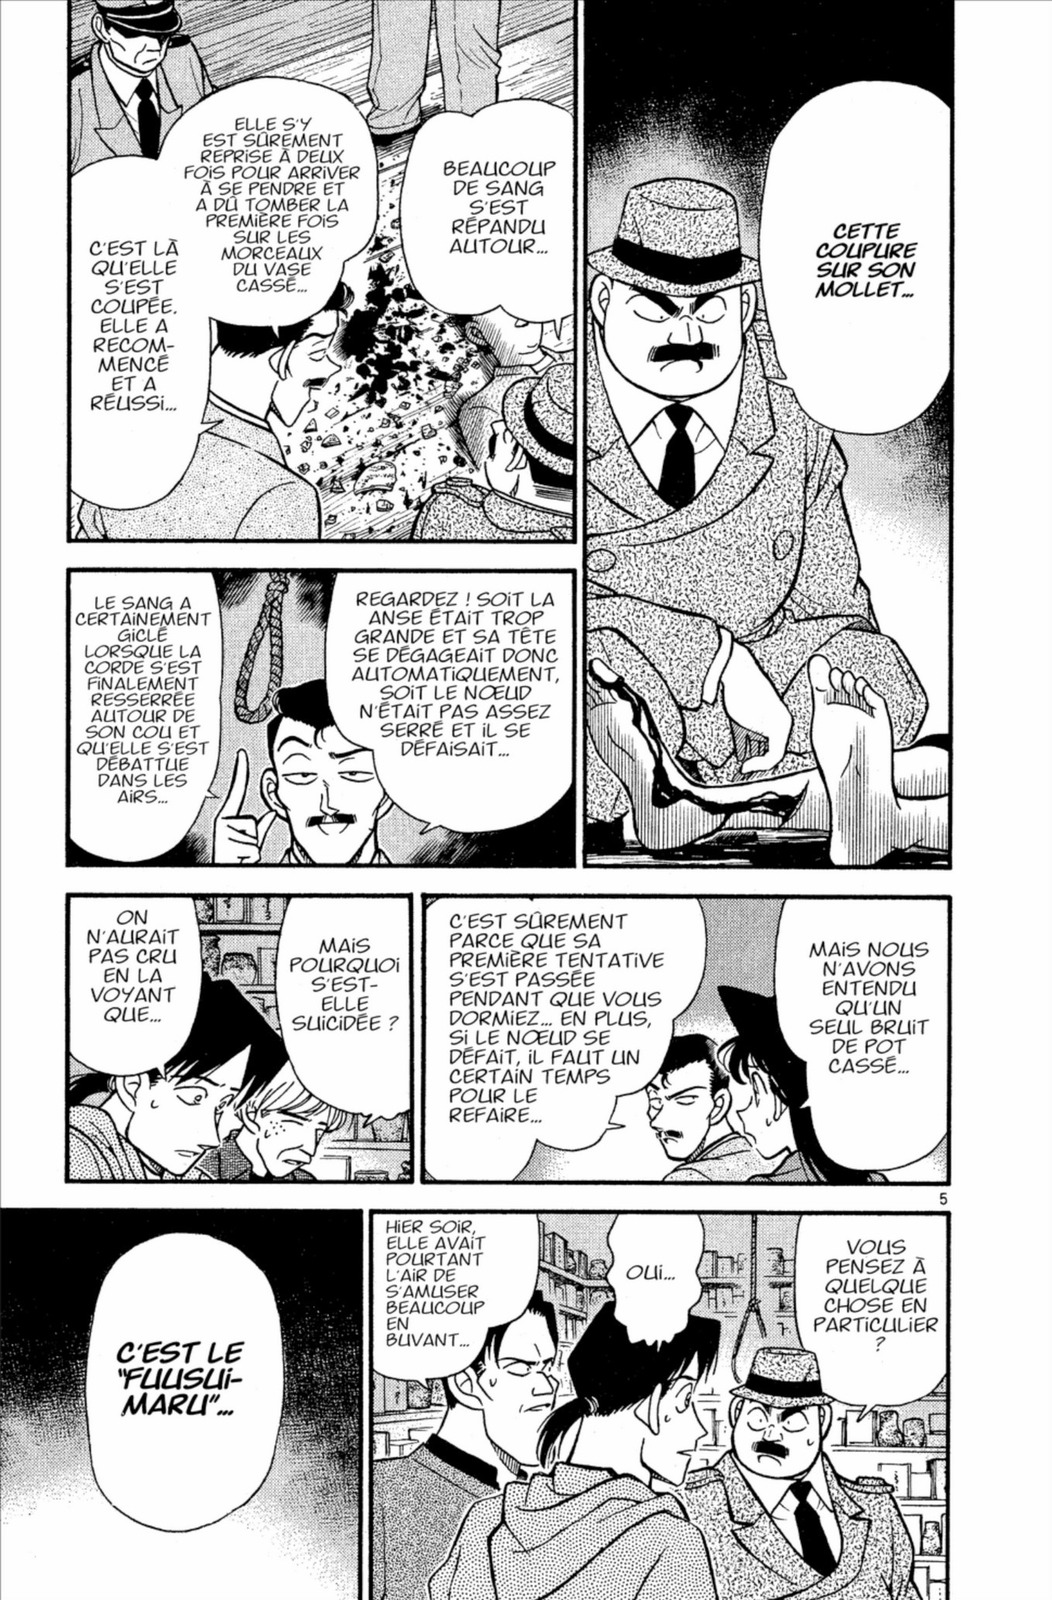 CETTE
COUPURE
SUR SON
MOLLET...
BEAUCOUP
DE SANG
S'EST
RÉPANDU
AUTOUR...
ELLE S'Y
EST SÛREMENT
REPRISE À DEUX
FOIS POUR ARRIVER
À SE PENDRE ET
A DÛ TOMBER LA
PREMIÈRE FOIS
SUR LES
MORCEAUX
DU VASE
CASSÉ...
C'EST LÀ
QU'ELLE
S'EST
COUPÉE.
ELLE A
RECOM-
MENCÉ
ET A
RÉUSSI...
REGARDEZ ! SOIT LA
ANSE ÉTAIT TROP
GRANDE ET SA TÊTE
SE DÉGAGEAIT DONC
AUTOMATIQUEMENT,
SOIT LE NŒUD
N'ÉTAIT PAS ASSEZ
SERRÉ ET IL SE
DÉFAISAIT...
LE SANG A
CERTAINEMENT
GICLÉ
LORSQUE LA
CORDE S'EST
FINALEMENT
RESSERRÉE
AUTOUR DE
SON COU ET
QU'ELLE S'EST
DÉBATTUE
DANS LES
AIRS...
MAIS NOUS
N'AVONS
ENTENDU
QU'UN
SEUL BRUIT
DE POT
CASSÉ...
C'EST SÛREMENT
PARCE QUE SA
PREMIÈRE TENTATIVE
S'EST PASSÉE
PENDANT QUE VOUS
DORMIEZ... EN PLUS,
SI LE NŒUD SE
DÉFAIT, IL FAUT UN
CERTAIN TEMPS
POUR LE
REFAIRE...
MAIS
POURQUOI
S'EST-
ELLE
SUICIDÉE ?
ON
N'AURAIT
PAS CRU
EN LA
VOYANT
QUE...
5
VOUS
PENSEZ À
QUELQUE
CHOSE EN
PARTICULIER
?
OUI...
HIER SOIR,
ELLE AVAIT
POURTANT
L'AIR DE
S'AMUSER
BEAUCOUP
EN
BUVANT...
C'EST LE
"FUUSUI-
MARU"...